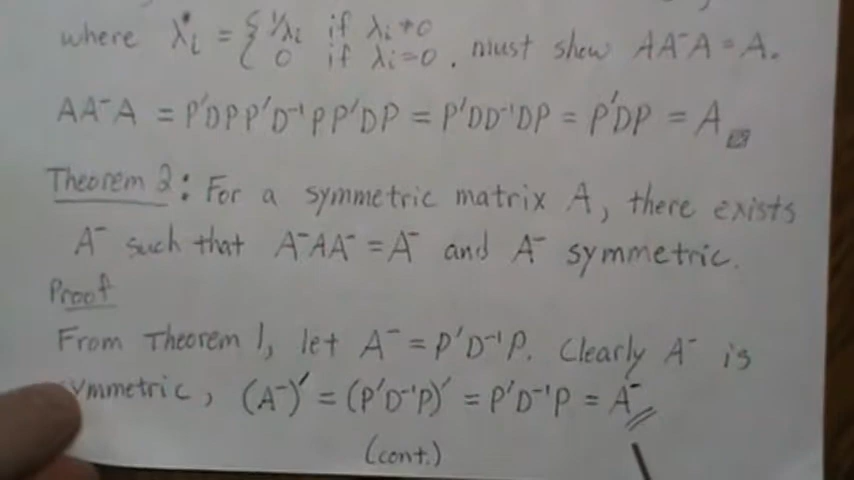 where λᵢ• = { 1/λᵢ if λᵢ ≠ 0
0 if λᵢ = 0 . must show AA⁻A = A.
AA⁻A = P'DPP'D⁻¹PP'DP = P'DD⁻¹DP = P'DP = A
Theorem 2: For a symmetric matrix A, there exists
A⁻ such that A⁻AA⁻ = A⁻ and A⁻ symmetric.
Proof
From Theorem 1, let A⁻ = P'D⁻¹P. Clearly A⁻ is
symmetric, (A⁻)' = (P'D⁻¹P)' = P'D⁻¹P = A⁻
(cont.)